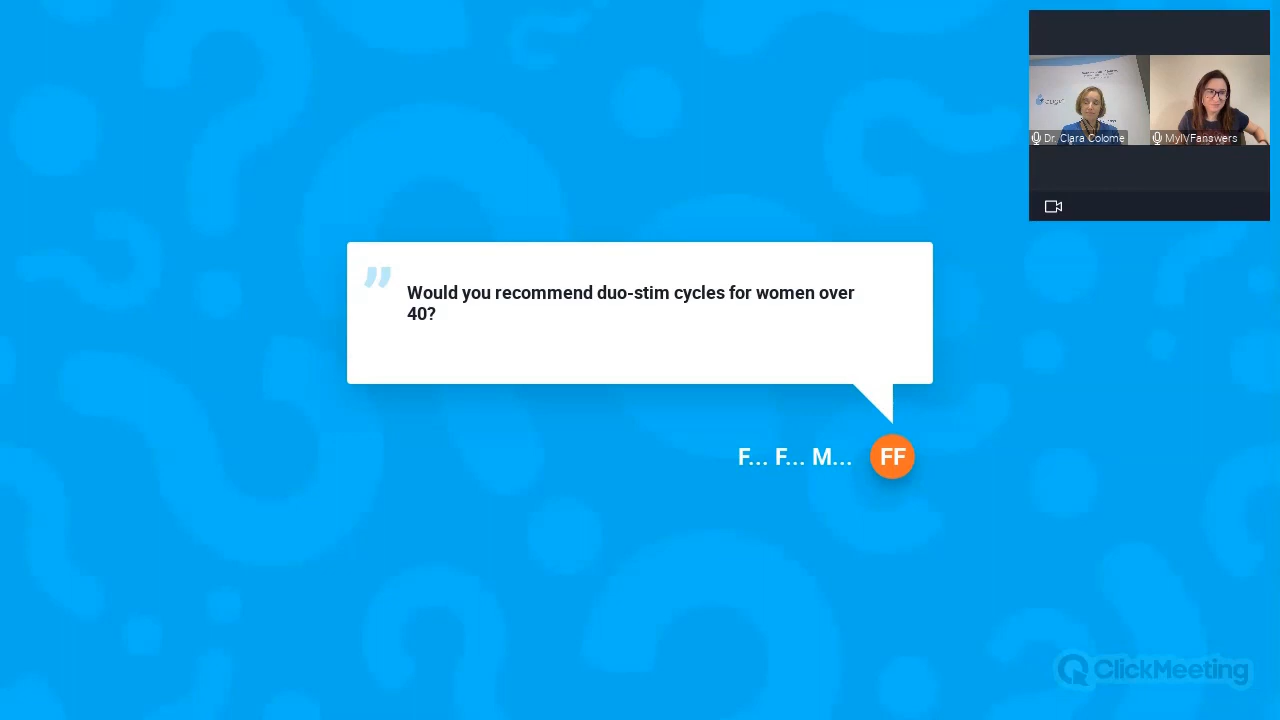 Dr. Clara Colome
MyIVFanswers
”
Would you recommend duo-stim cycles for women over
40?
F... F... M...
FF
ClickMeeting